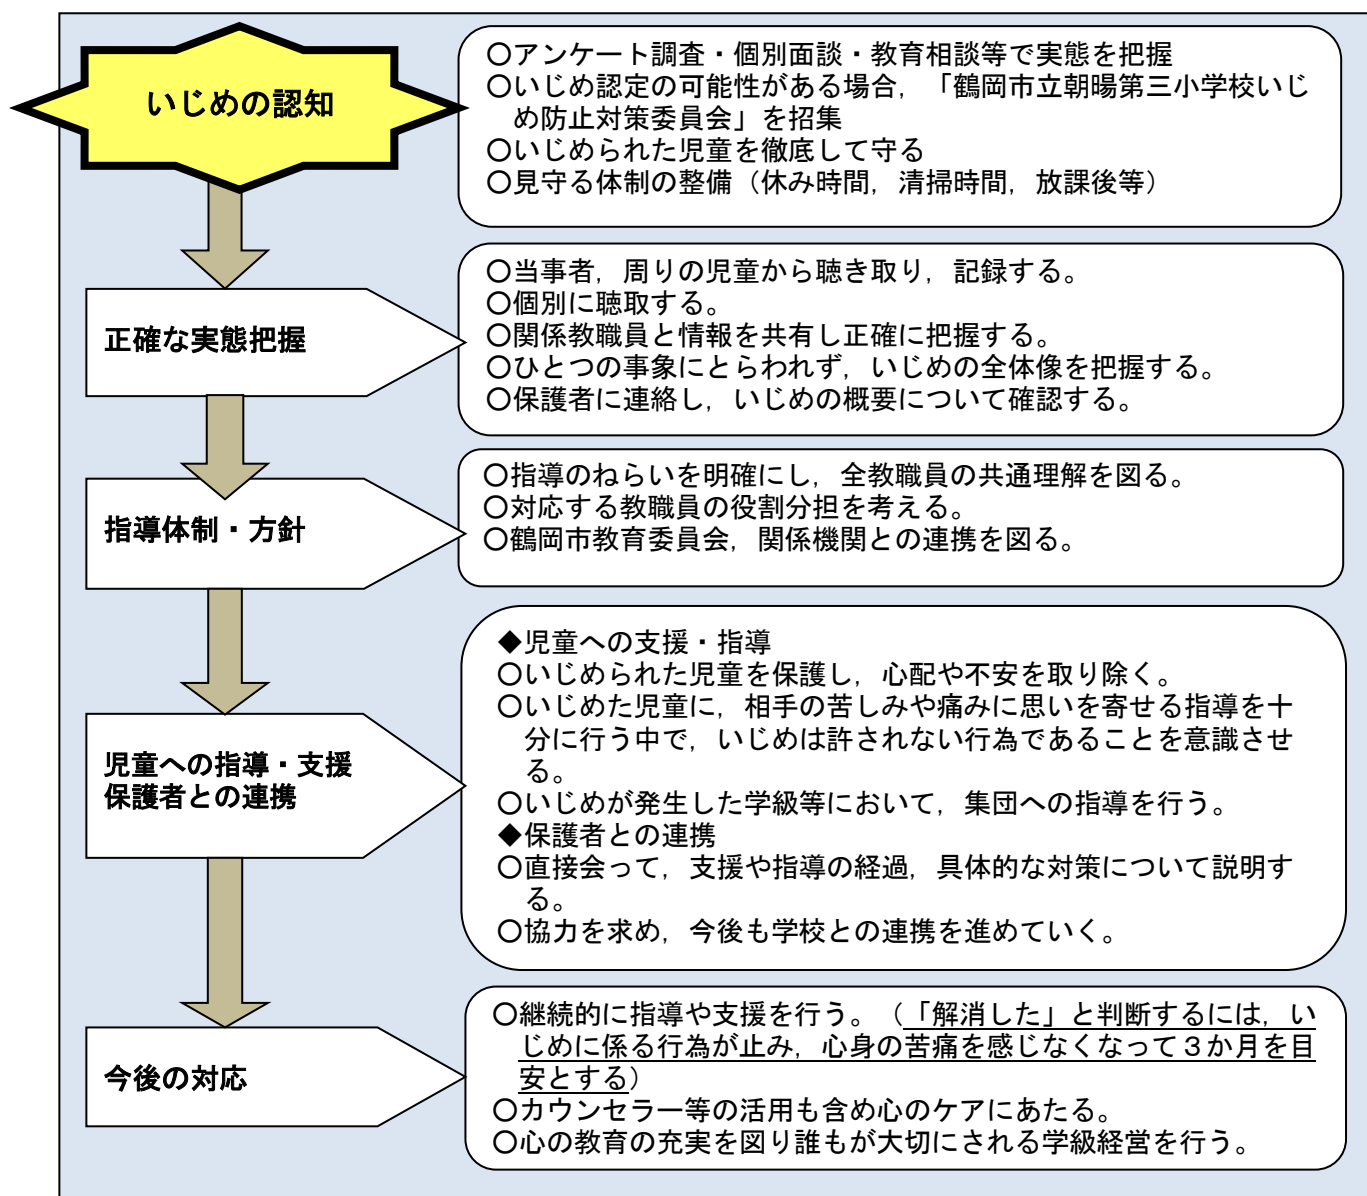 いじめの認知
〇アンケート調査・個別面談・教育相談等で実態を把握
〇いじめ認定の可能性がある場合，「鶴岡市立朝暘第三小学校いじ
め防止対策委員会」を招集
〇いじめられた児童を徹底して守る
〇見守る体制の整備（休み時間，清掃時間，放課後等）
正確な実態把握
〇当事者，周りの児童から聴き取り，記録する。
〇個別に聴取する。
〇関係教職員と情報を共有し正確に把握する。
〇ひとつの事象にとらわれず，いじめの全体像を把握する。
〇保護者に連絡し，いじめの概要について確認する。
指導体制・方針
〇指導のねらいを明確にし，全教職員の共通理解を図る。
〇対応する教職員の役割分担を考える。
〇鶴岡市教育委員会，関係機関との連携を図る。
児童への指導・支援
保護者との連携
◆児童への支援・指導
〇いじめられた児童を保護し，心配や不安を取り除く。
〇いじめた児童に，相手の苦しみや痛みに思いを寄せる指導を十
分に行う中で，いじめは許されない行為であることを意識させ
る。
〇いじめが発生した学級等において，集団への指導を行う。
◆保護者との連携
〇直接会って，支援や指導の経過，具体的な対策について説明す
る。
〇協力を求め，今後も学校との連携を進めていく。
今後の対応
〇継続的に指導や支援を行う。（「解消した」と判断するには，い
じめに係る行為が止み，心身の苦痛を感じなくなって３か月を目
安とする）
〇カウンセラー等の活用も含め心のケアにあたる。
〇心の教育の充実を図り誰もが大切にされる学級経営を行う。